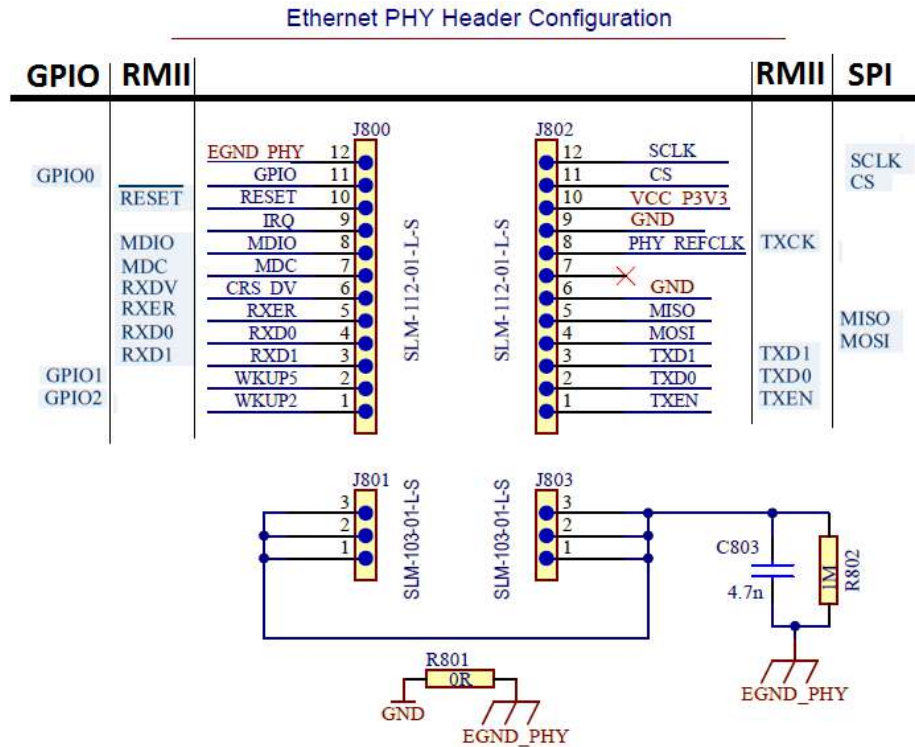 Ethernet PHY Header Configuration
GPIO RMII RMII SPI
J800 J802
EGND_PHY 12 12 SCLK SCLK
GPIO0 GPIO 11 11 CS CS
RESET RESET 10 10 VCC_P3V3
IRQ 9 9 GND
MDIO MDIO 8 8 PHY_REFCLK TXCK
MDC MDC 7 7
RXDV CRS_DV 6 6 GND
RXER RXER 5 5 MISO MISO
RXD0 RXD0 4 4 MOSI MOSI
RXD1 RXD1 3 3 TXD1 TXD1
GPIO1 WKUP5 2 2 TXD0 TXD0
GPIO2 WKUP2 1 1 TXEN TXEN
SLM-112-01-L-S
SLM-112-01-L-S
J801 J803
3 3
2 2
1 1
SLM-103-01-L-S
SLM-103-01-L-S
C803
4.7n
1M
R802
EGND_PHY
R801
0R
GND
EGND_PHY